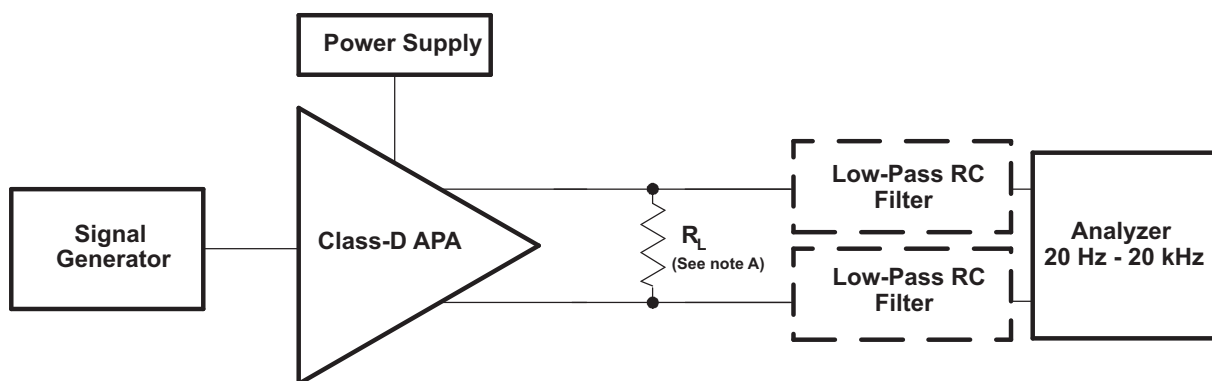 Power Supply
Signal
Generator
Class-D APA
R_L
(See note A)
Low-Pass RC
Filter
Low-Pass RC
Filter
Analyzer
20 Hz - 20 kHz